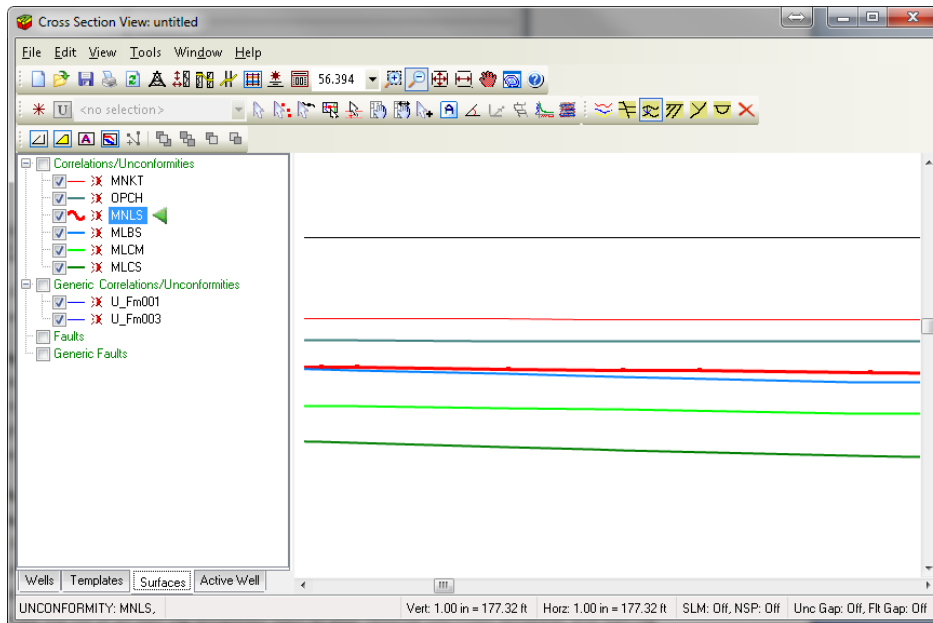 Cross Section View: untitled
File Edit View Tools Window Help
56.394
U <no selection>
A
Correlations/Unconformities
MNKT
OPCH
MNLS
MLBS
MLCM
MLCS
Generic Correlations/Unconformities
U_Fm001
U_Fm003
Faults
Generic Faults
Wells Templates Surfaces Active Well
UNCONFORMITY: MNLS, Vert: 1.00 in = 177.32 ft Horz: 1.00 in = 177.32 ft SLM: Off, NSP: Off Unc Gap: Off, Flt Gap: Off